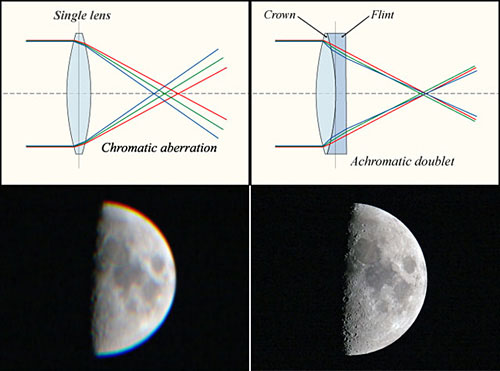 Single lens
Chromatic aberration
Crown
Flint
Achromatic doublet